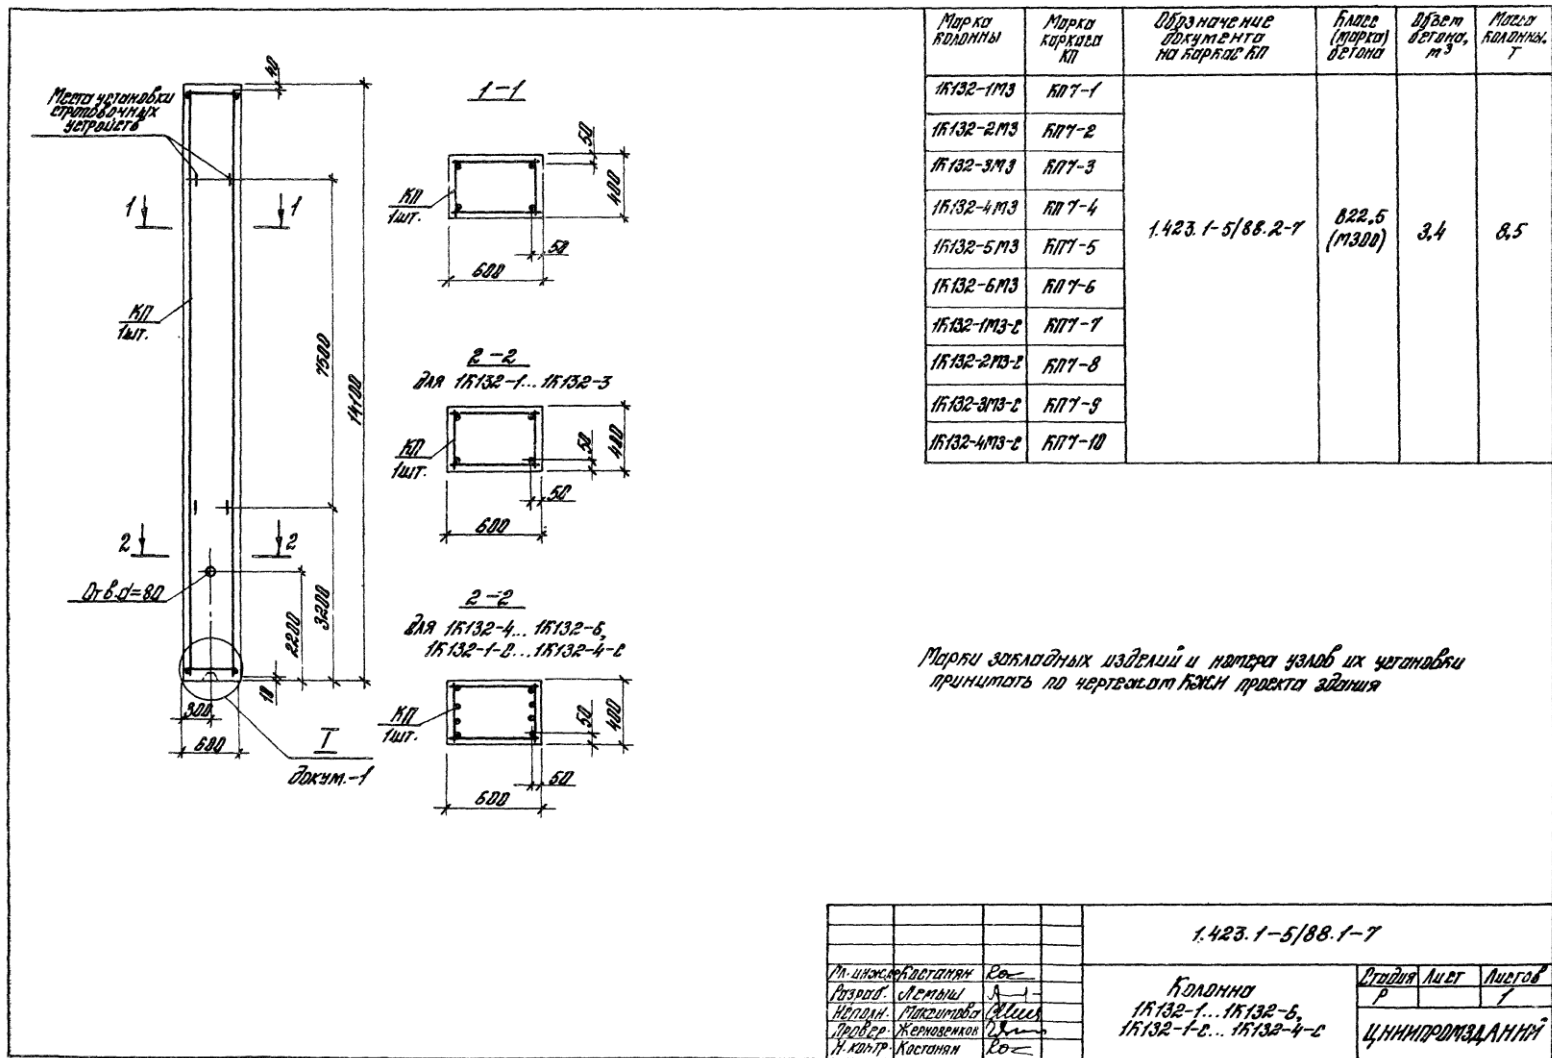 Места установки
строповочных
устройств
40
1
1
КП
1шт.
7500
14100
2
2
Отв.d=80
2200
3200
10
300
600
I
докум.-1
1-1
50
400
КП
1шт.
50
600
2-2
для 1К132-1...1К132-3
КП
1шт.
50
400
50
600
2-2
для 1К132-4...1К132-6,
1К132-1-С...1К132-4-С
КП
1шт.
50
400
50
600
Марка колонны
Марка каркаса КП
Обозначение документа на каркас КП
Класс (марка) бетона
Объем бетона, м³
Масса колонны, Т
1К132-1М3 КП7-1
1К132-2М3 КП7-2
1К132-3М3 КП7-3
1К132-4М3 КП7-4
1К132-5М3 КП7-5
1К132-6М3 КП7-6
1К132-1М3-С КП7-7
1К132-2М3-С КП7-8
1К132-3М3-С КП7-9
1К132-4М3-С КП7-10
1.423.1-5/88.2-7
В22,5
(М300)
3,4
8,5
Марки закладных изделий и номера узлов их установки
принимать по чертежам КЖИ проекта здания
1.423.1-5/88.1-7
Костанян
Разраб. Лемыш
Исполн. Максимова
Провер. Жерновенков
Н.контр. Костанян
Колонна
1К132-1...1К132-6,
1К132-1-С...1К132-4-С
Стадия Лист Листов
Р 1
ЦНИИПРОМЗДАНИЙ